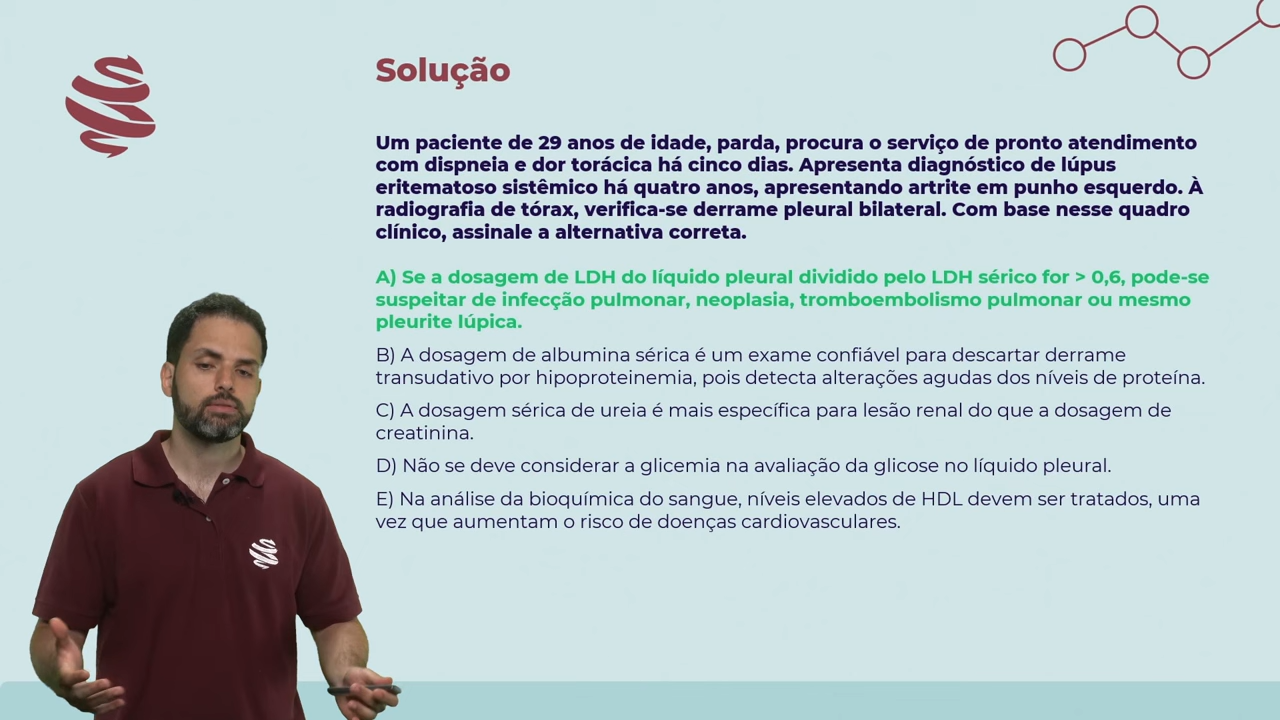 Solução
Um paciente de 29 anos de idade, parda, procura o serviço de pronto atendimento
com dispneia e dor torácica há cinco dias. Apresenta diagnóstico de lúpus
eritematoso sistêmico há quatro anos, apresentando artrite em punho esquerdo. À
radiografia de tórax, verifica-se derrame pleural bilateral. Com base nesse quadro
clínico, assinale a alternativa correta.
A) Se a dosagem de LDH do líquido pleural dividido pelo LDH sérico for > 0,6, pode-se
suspeitar de infecção pulmonar, neoplasia, tromboembolismo pulmonar ou mesmo
pleurite lúpica.
B) A dosagem de albumina sérica é um exame confiável para descartar derrame
transudativo por hipoproteinemia, pois detecta alterações agudas dos níveis de proteína.
C) A dosagem sérica de ureia é mais específica para lesão renal do que a dosagem de
creatinina.
D) Não se deve considerar a glicemia na avaliação da glicose no líquido pleural.
E) Na análise da bioquímica do sangue, níveis elevados de HDL devem ser tratados, uma
vez que aumentam o risco de doenças cardiovasculares.